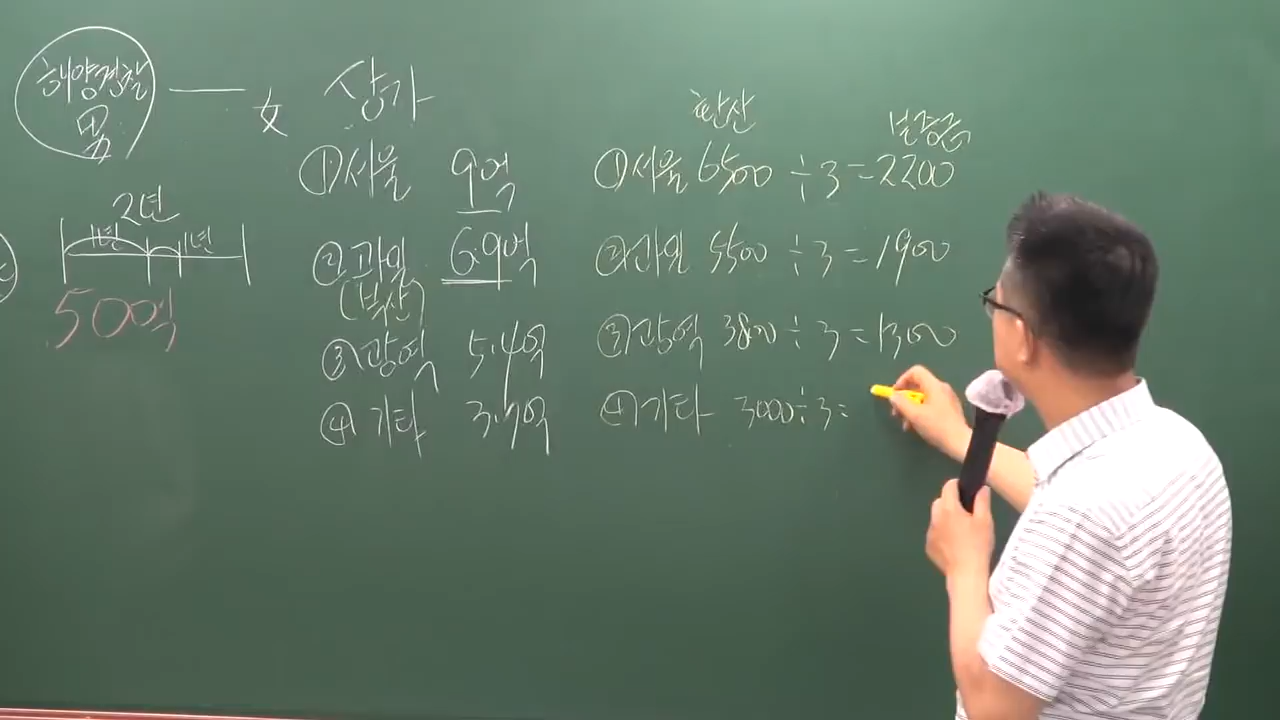 해양경찰
몸
女
2년
1년 1년
500억
상가
①서울 9억
②과밀 6.9억
(부산)
③광역 5.4억
④기타 3.7억
환산 보증금
①서울 6500÷3=2200
②과밀 5500÷3=1900
③광역 3800÷3=1300
④기타 3000÷3=